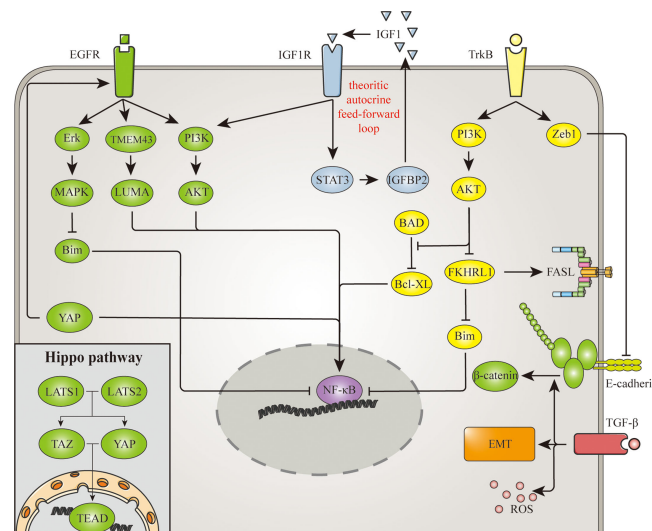 EGFR
IGF1R
IGF1
TrkB
theoritic
autocrine
feed-forward
loop
Erk
TMEM43
PI3K
PI3K
Zeb1
MAPK
LUMA
AKT
STAT3
IGFBP2
AKT
BAD
Bim
FKHRL1
FASL
Bcl-XL
YAP
Bim
Hippo pathway
NF-κB
β-catenin
E-cadheri
LATS1
LATS2
TGF-β
TAZ
YAP
EMT
ROS
TEAD